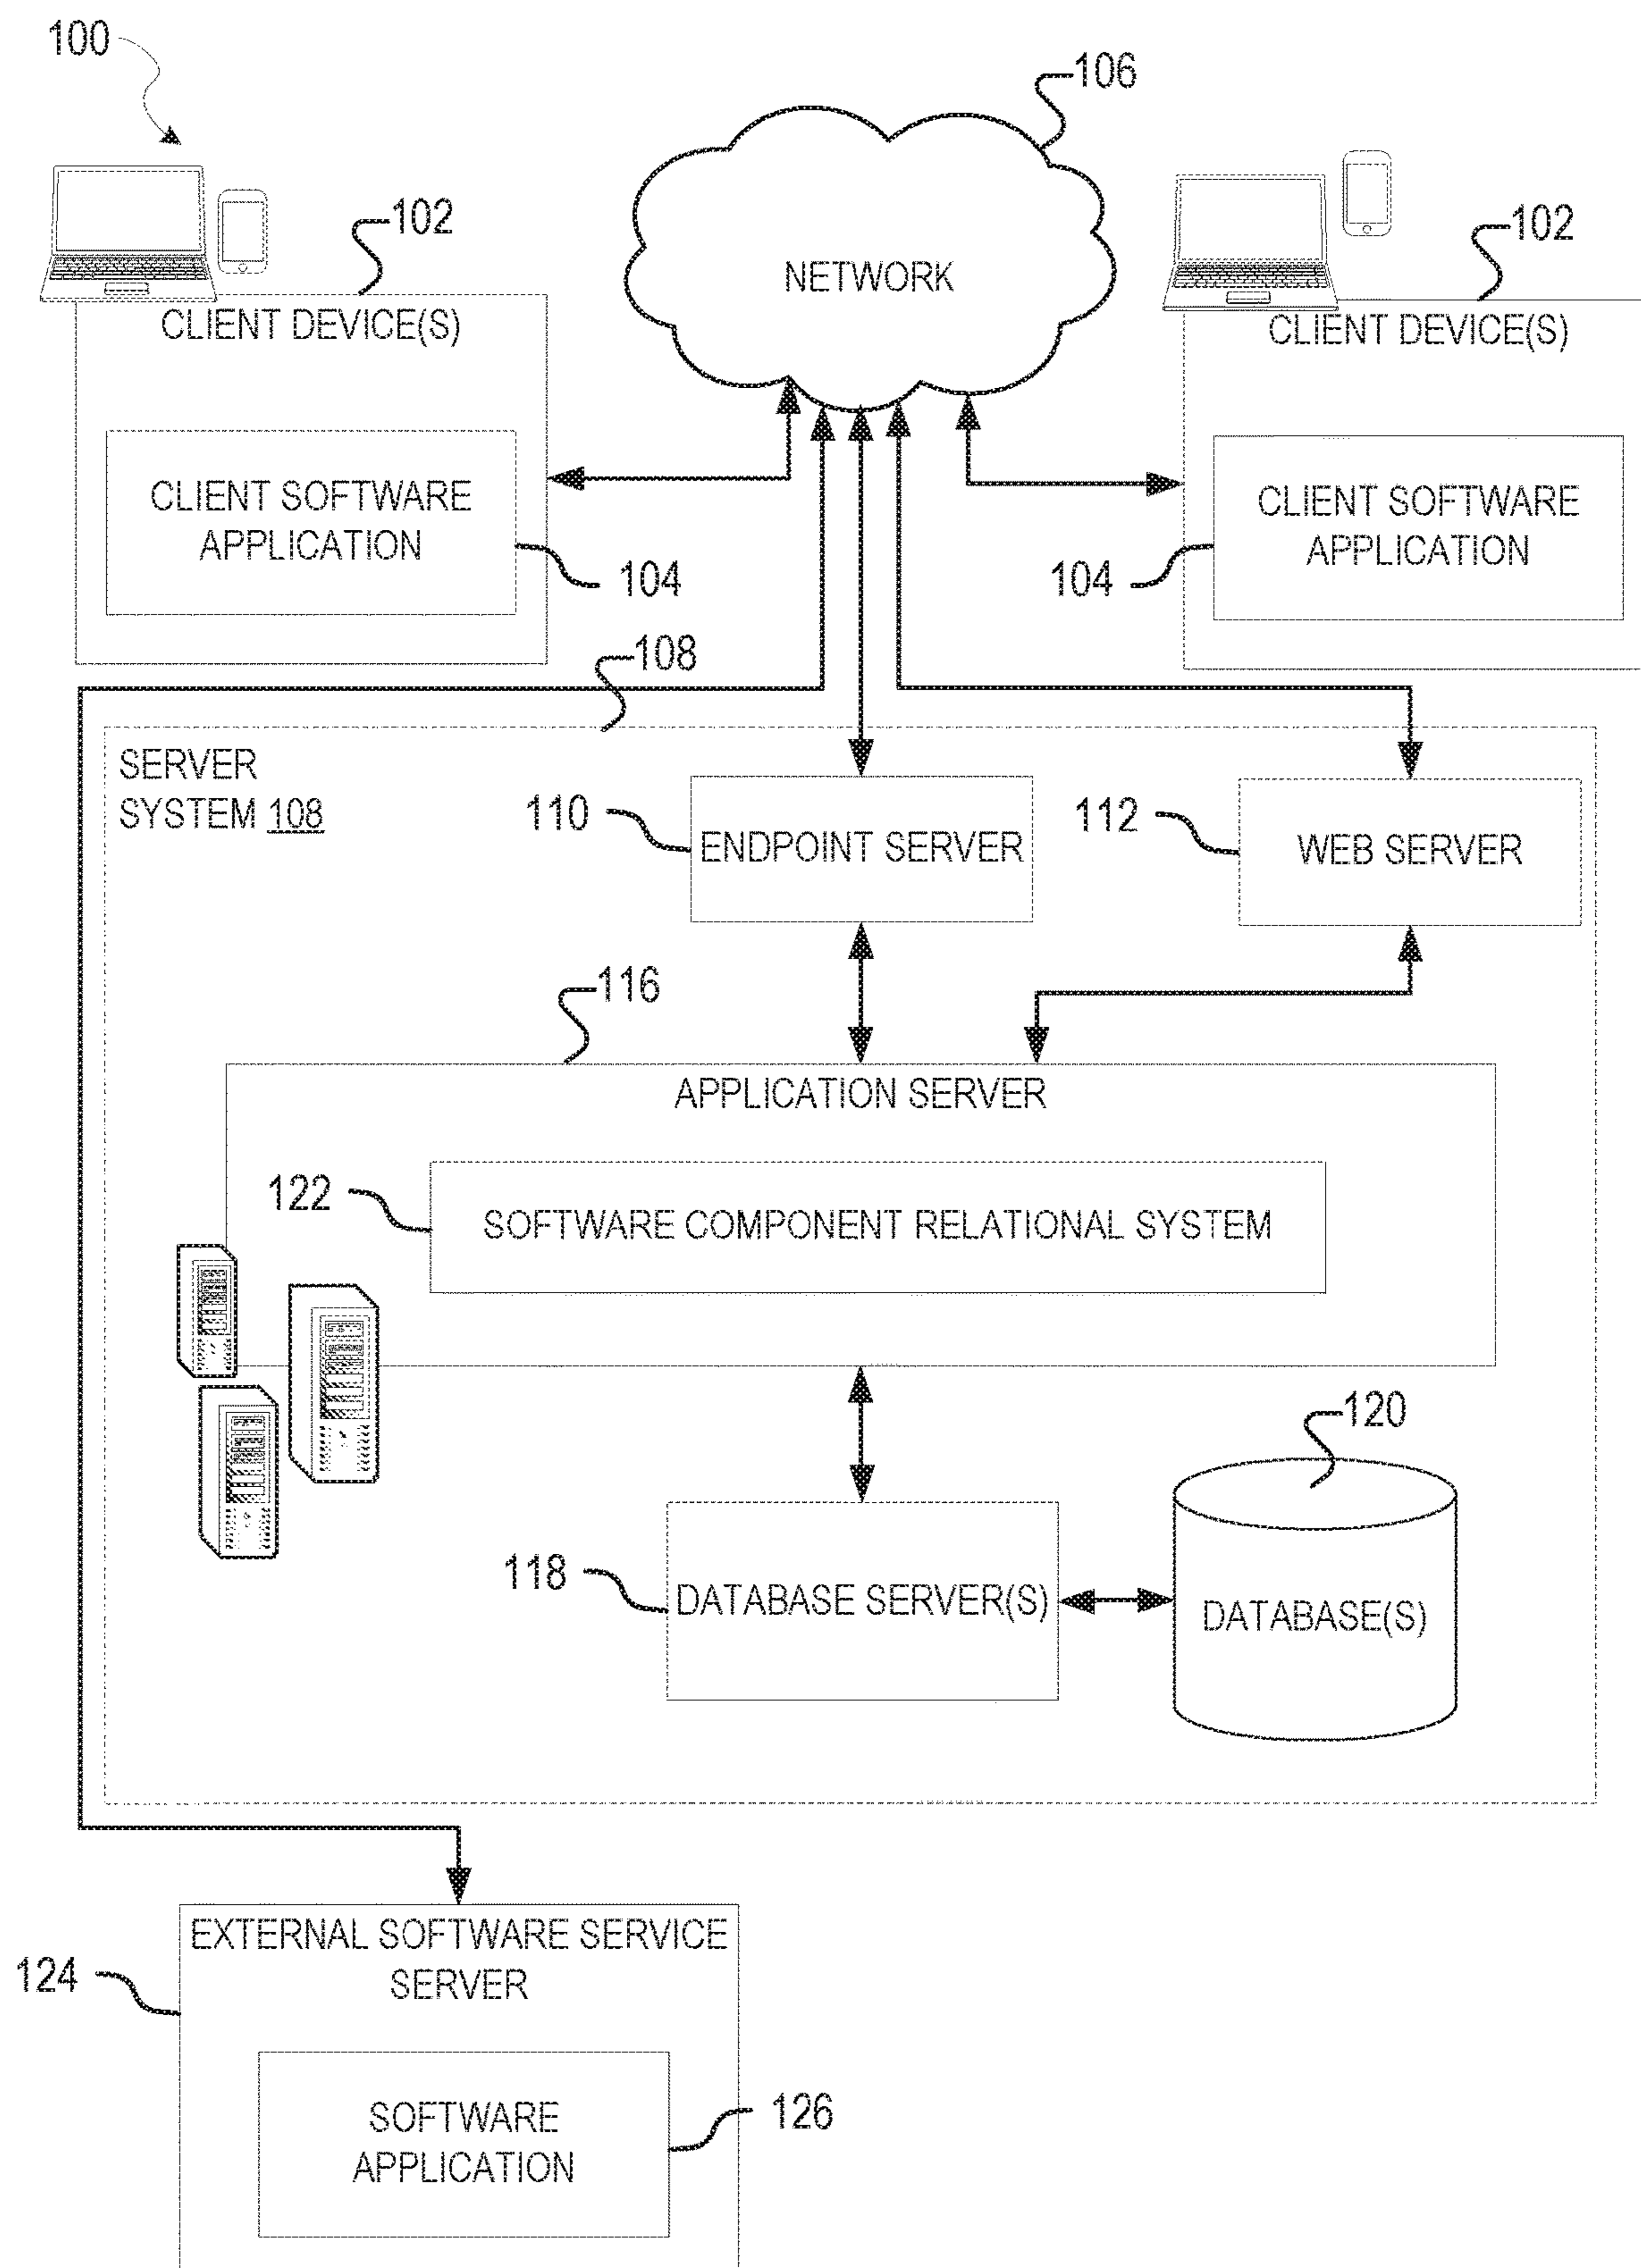 100
106
102
102
NETWORK
CLIENT DEVICE(S)
CLIENT DEVICE(S)
CLIENT SOFTWARE
APPLICATION
CLIENT SOFTWARE
APPLICATION
104
104
108
SERVER
SYSTEM 108
110
112
ENDPOINT SERVER
WEB SERVER
116
APPLICATION SERVER
122
SOFTWARE COMPONENT RELATIONAL SYSTEM
120
118
DATABASE SERVER(S)
DATABASE(S)
EXTERNAL SOFTWARE SERVICE
SERVER
124
SOFTWARE
APPLICATION
126